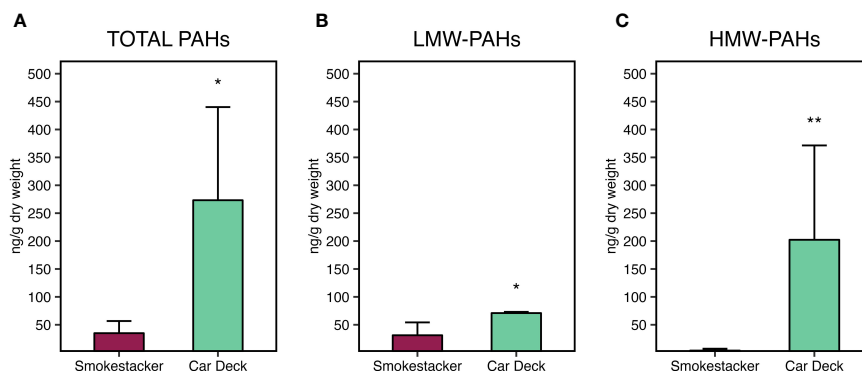 A
TOTAL PAHs
ng/g dry weight
500
450
400
350
300
250
200
150
100
50
*
Smokestacker Car Deck
B
LMW-PAHs
ng/g dry weight
500
450
400
350
300
250
200
150
100
50
*
Smokestacker Car Deck
C
HMW-PAHs
ng/g dry weight
500
450
400
350
300
250
200
150
100
50
**
Smokestacker Car Deck